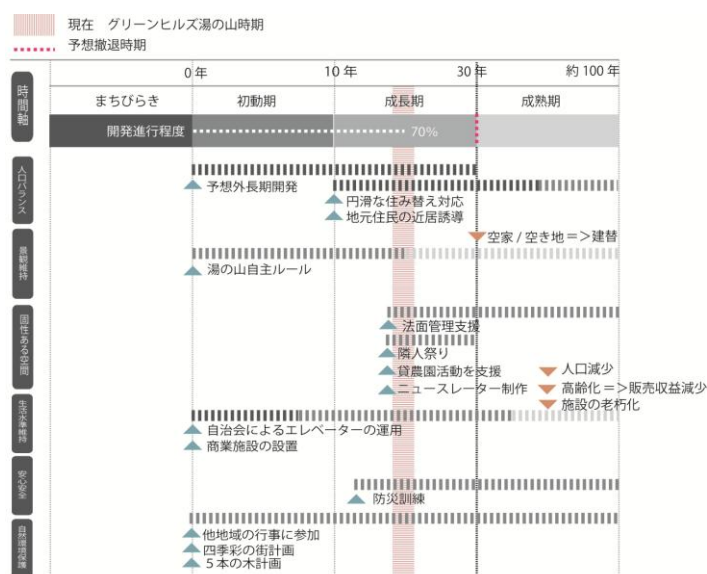 現在 グリーンヒルズ湯の山時期
予想撤退時期
0年 10年 30年 約100年
時間軸
まちびらき 初動期 成長期 成熟期
開発進行程度 70%
人口バランス
予想外長期開発
円滑な住み替え対応
地元住民の近居誘導
空家/空き地=>建替
景観維持
湯の山自主ルール
固性ある空間
法面管理支援
隣人祭り
貸農園活動を支援 人口減少
ニュースレーター制作 高齢化=>販売収益減少
施設の老朽化
生活水準維持
自治会によるエレベーターの運用
商業施設の設置
安心安全
防災訓練
自然環境保護
他地域の行事に参加
四季彩の街計画
5本の木計画